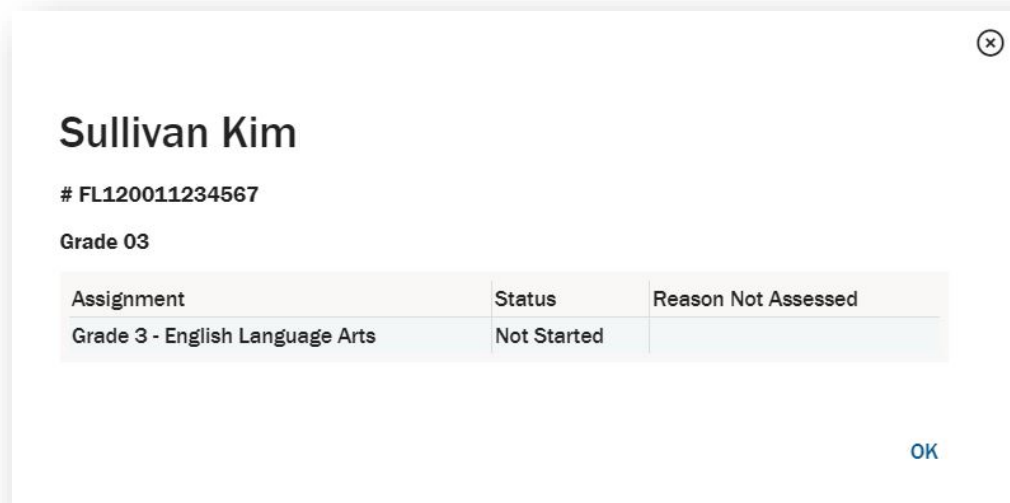 Sullivan Kim
# FL120011234567
Grade 03
Assignment Status Reason Not Assessed
Grade 3 - English Language Arts Not Started
OK